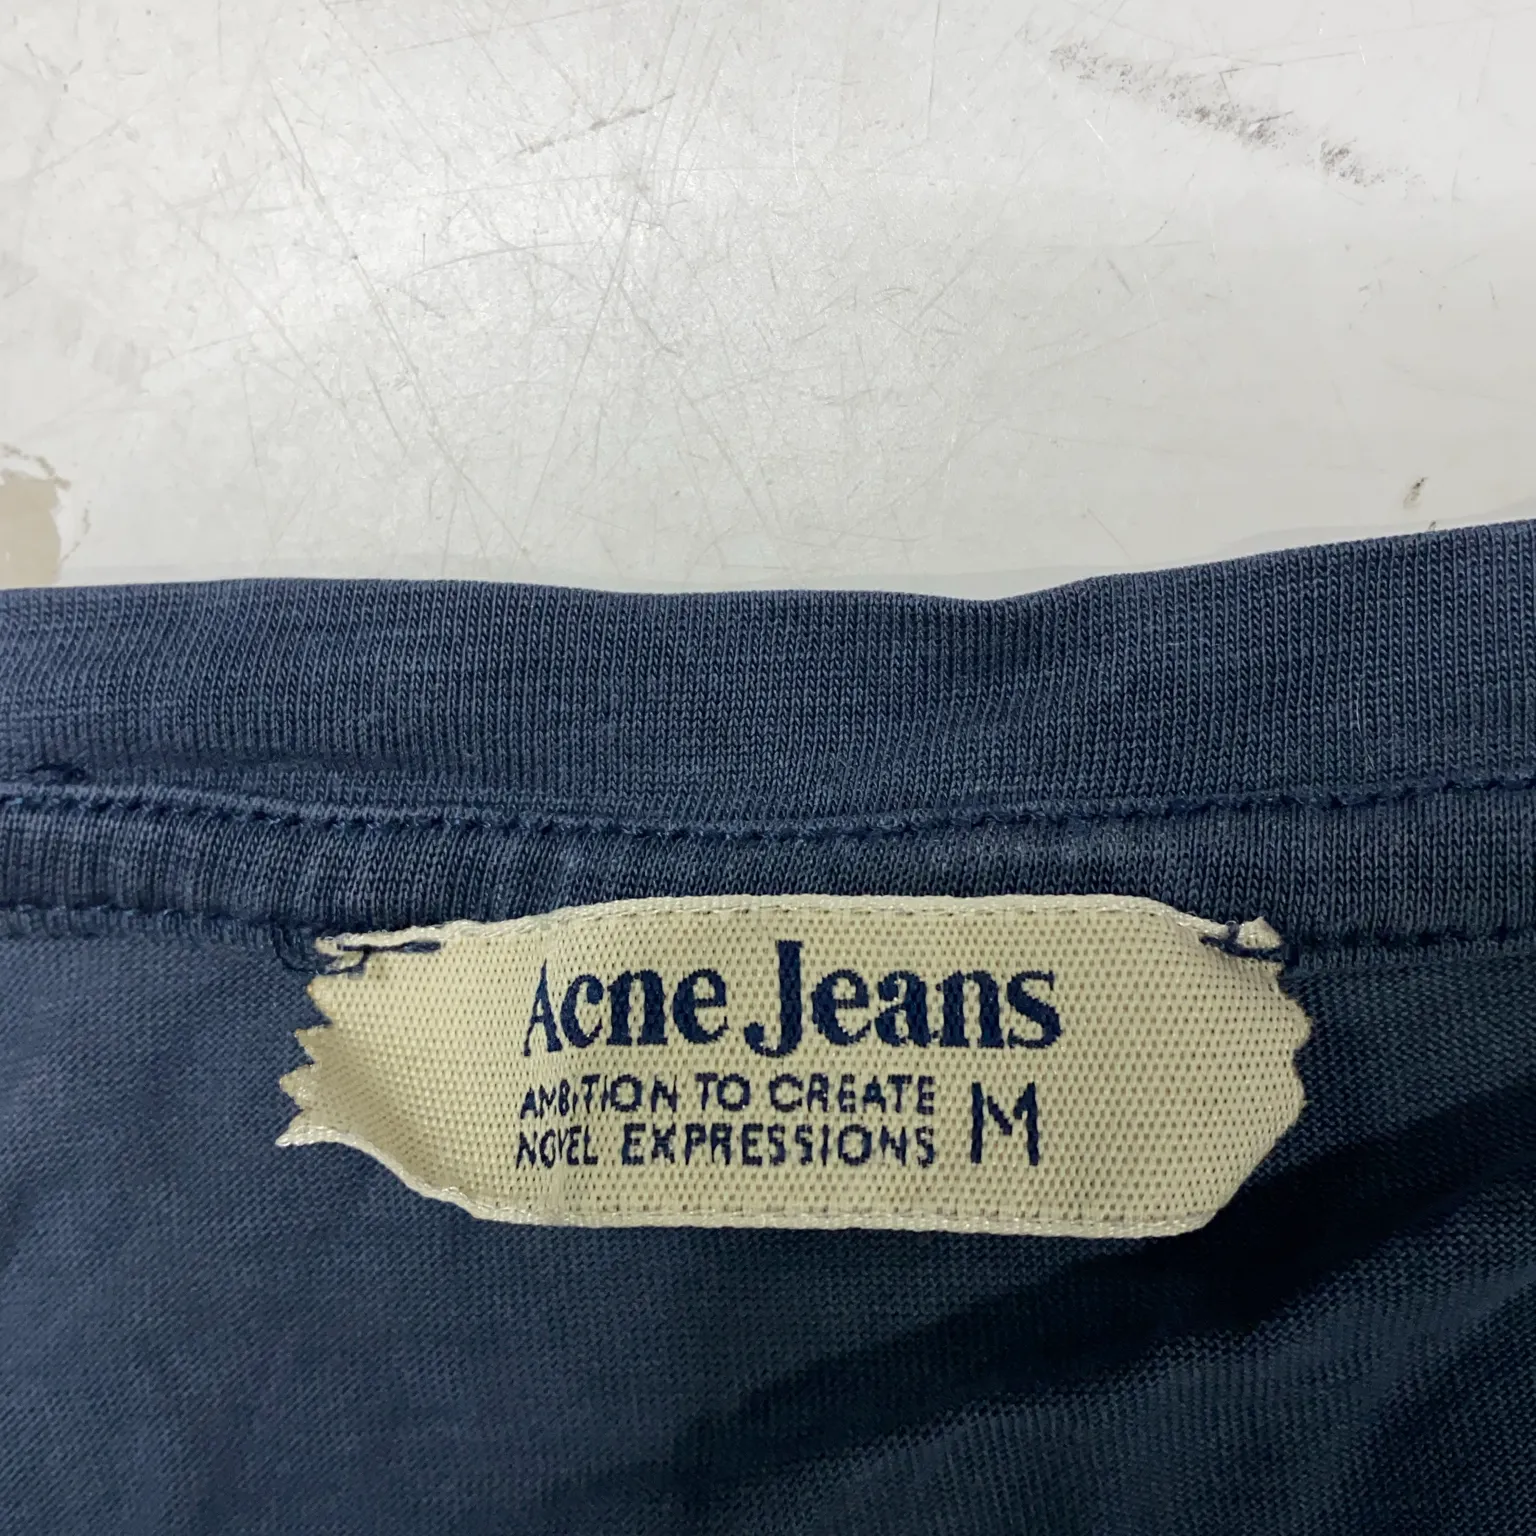 Acne Jeans
AMBITION TO CREATE
NOVEL EXPRESSIONS M